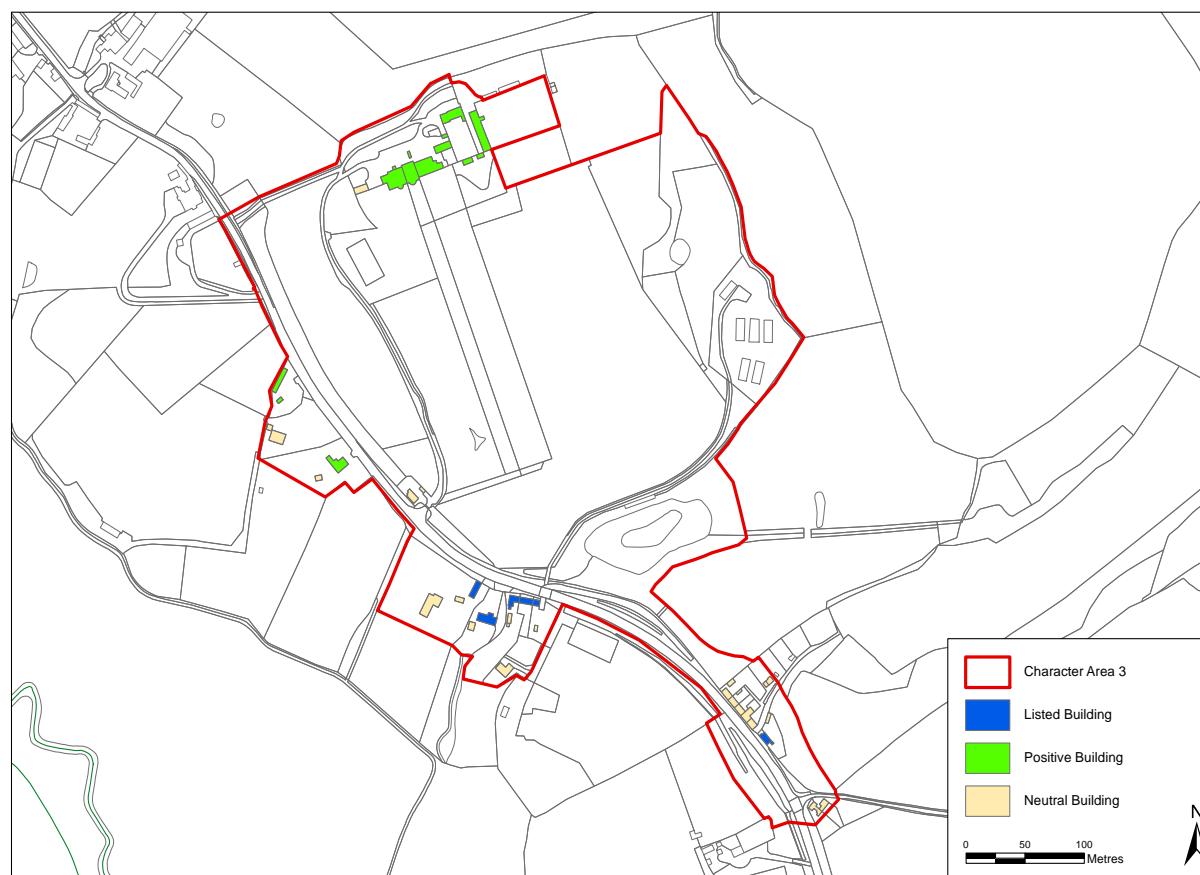 Character Area 3
Listed Building
Positive Building
Neutral Building
0 50 100
Metres
N